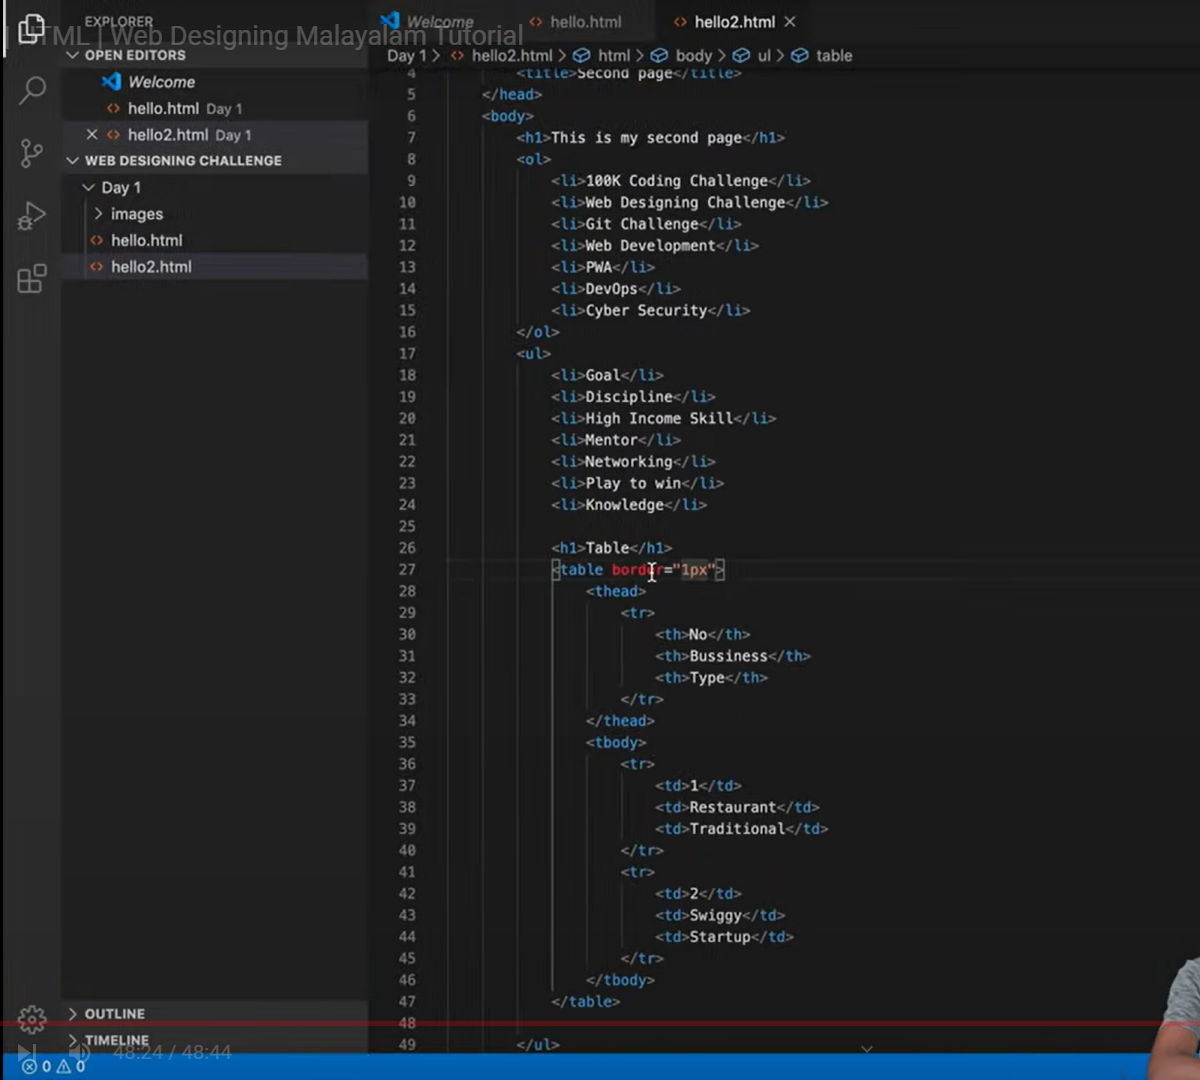 EXPLORER
| HTML | Web Designing Malayalam Tutorial
OPEN EDITORS
Welcome
hello.html Day 1
hello2.html Day 1
WEB DESIGNING CHALLENGE
Day 1
images
hello.html
hello2.html
OUTLINE
TIMELINE
48:24 / 48:44
0 0
Welcome
hello.html
hello2.html
Day 1 > hello2.html > html > body > ul > table
4 <title>Second page</title>
5 </head>
6 <body>
7 <h1>This is my second page</h1>
8 <ol>
9 <li>100K Coding Challenge</li>
10 <li>Web Designing Challenge</li>
11 <li>Git Challenge</li>
12 <li>Web Development</li>
13 <li>PWA</li>
14 <li>DevOps</li>
15 <li>Cyber Security</li>
16 </ol>
17 <ul>
18 <li>Goal</li>
19 <li>Discipline</li>
20 <li>High Income Skill</li>
21 <li>Mentor</li>
22 <li>Networking</li>
23 <li>Play to win</li>
24 <li>Knowledge</li>
25
26 <h1>Table</h1>
27 <table border="1px">
28 <thead>
29 <tr>
30 <th>No</th>
31 <th>Bussiness</th>
32 <th>Type</th>
33 </tr>
34 </thead>
35 <tbody>
36 <tr>
37 <td>1</td>
38 <td>Restaurant</td>
39 <td>Traditional</td>
40 </tr>
41 <tr>
42 <td>2</td>
43 <td>Swiggy</td>
44 <td>Startup</td>
45 </tr>
46 </tbody>
47 </table>
48
49 </ul>